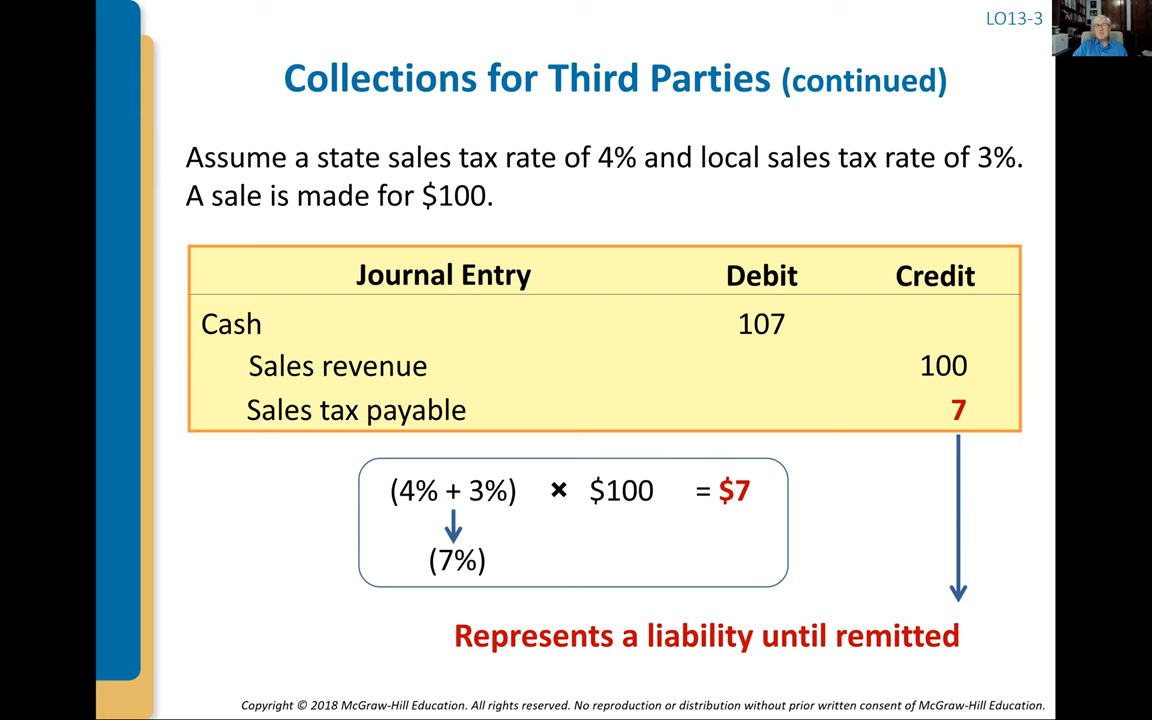 LO13-3
Collections for Third Parties (continued)
Assume a state sales tax rate of 4% and local sales tax rate of 3%.
A sale is made for $100.
Journal Entry Debit Credit
Cash 107
Sales revenue 100
Sales tax payable 7
(4% + 3%) × $100 = $7
(7%)
Represents a liability until remitted
Copyright © 2018 McGraw-Hill Education. All rights reserved. No reproduction or distribution without prior written consent of McGraw-Hill Education.